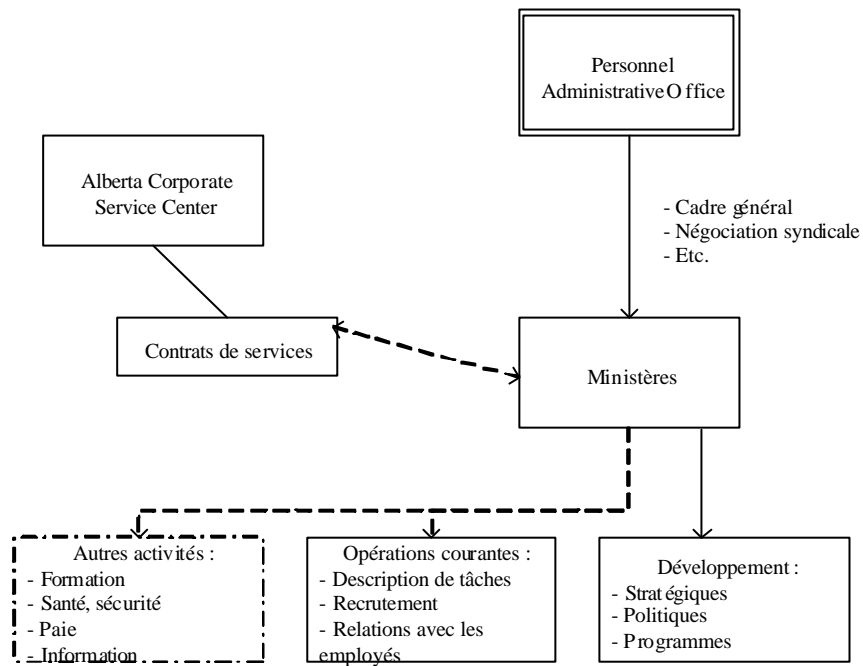 Personnel
Administrative Office
Alberta Corporate
Service Center
- Cadre général
- Négociation syndicale
- Etc.
Contrats de services
Ministères
Autres activités :
- Formation
- Santé, sécurité
- Paie
- Information
Opérations courantes :
- Description de tâches
- Recrutement
- Relations avec les
employés
Développement :
- Stratégiques
- Politiques
- Programmes